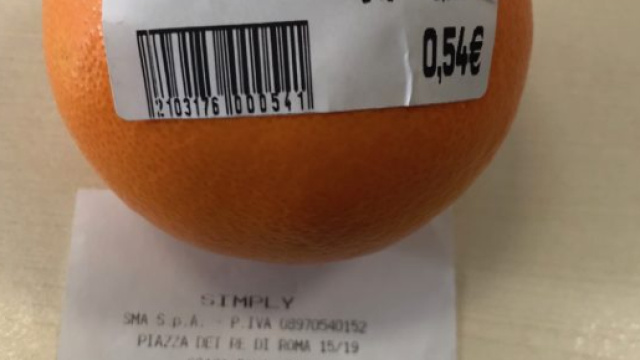 0,54€
2103176 000541
SIMPLY
SMA S.p.A. - P.IVA 08970540152
PIAZZA DEI RE DI ROMA 15/19